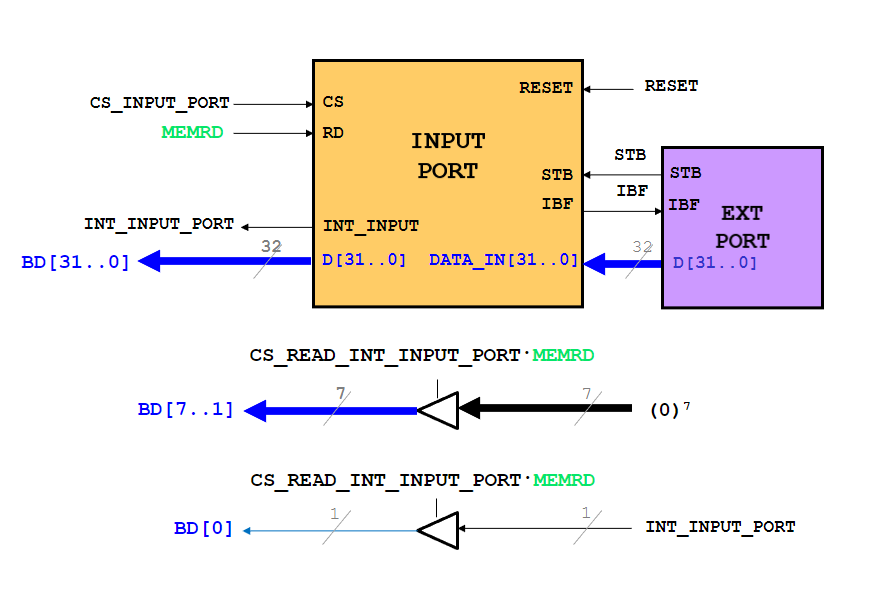 CS_INPUT_PORT
MEMRD
CS
RD
RESET
RESET
INPUT
PORT
STB
STB
STB
IBF
IBF
IBF
EXT
PORT
INT_INPUT_PORT
INT_INPUT
32
32
BD[31..0]
D[31..0]
DATA_IN[31..0]
D[31..0]
CS_READ_INT_INPUT_PORT·MEMRD
7
7
BD[7..1]
(0)⁷
CS_READ_INT_INPUT_PORT·MEMRD
1
1
BD[0]
INT_INPUT_PORT